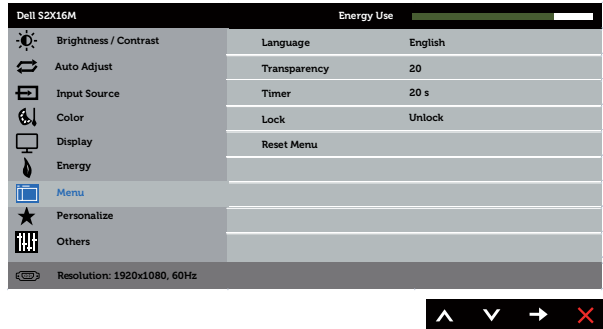 Dell S2X16M Energy Use
Brightness / Contrast
Auto Adjust
Input Source
Color
Display
Energy
Menu
Personalize
Others
Language English
Transparency 20
Timer 20 s
Lock Unlock
Reset Menu
Resolution: 1920x1080, 60Hz